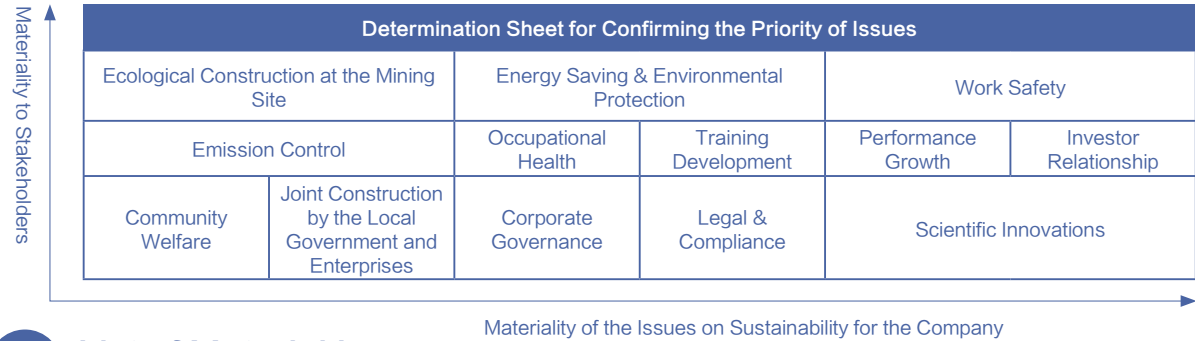 Materiality to Stakeholders
Determination Sheet for Confirming the Priority of Issues
Ecological Construction at the Mining
Site
Energy Saving & Environmental
Protection
Work Safety
Emission Control
Occupational
Health
Training
Development
Performance
Growth
Investor
Relationship
Community
Welfare
Joint Construction
by the Local
Government and
Enterprises
Corporate
Governance
Legal &
Compliance
Scientific Innovations
Materiality of the Issues on Sustainability for the Company